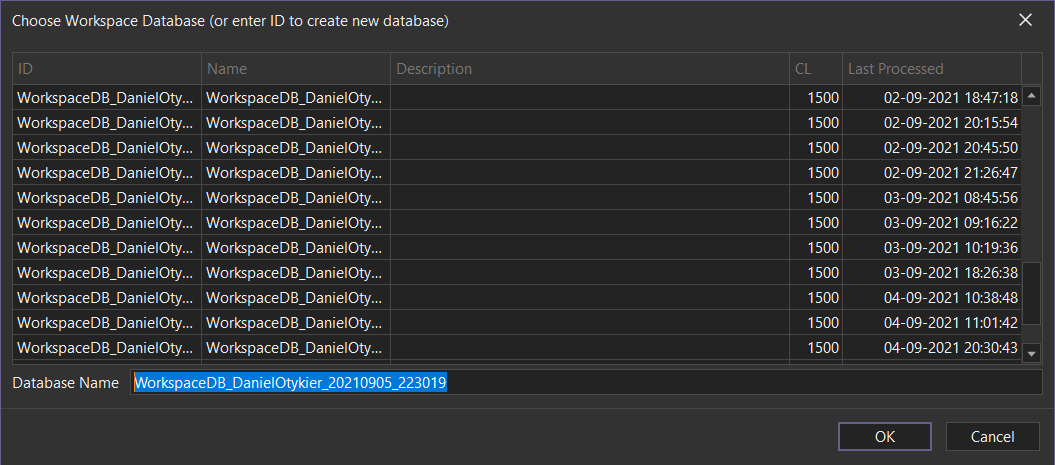 Choose Workspace Database (or enter ID to create new database)
ID Name Description CL Last Processed
WorkspaceDB_DanielOty... WorkspaceDB_DanielOty... 1500 02-09-2021 18:47:18
WorkspaceDB_DanielOty... WorkspaceDB_DanielOty... 1500 02-09-2021 20:15:54
WorkspaceDB_DanielOty... WorkspaceDB_DanielOty... 1500 02-09-2021 20:45:50
WorkspaceDB_DanielOty... WorkspaceDB_DanielOty... 1500 02-09-2021 21:26:47
WorkspaceDB_DanielOty... WorkspaceDB_DanielOty... 1500 03-09-2021 08:45:56
WorkspaceDB_DanielOty... WorkspaceDB_DanielOty... 1500 03-09-2021 09:16:22
WorkspaceDB_DanielOty... WorkspaceDB_DanielOty... 1500 03-09-2021 10:19:36
WorkspaceDB_DanielOty... WorkspaceDB_DanielOty... 1500 03-09-2021 18:26:38
WorkspaceDB_DanielOty... WorkspaceDB_DanielOty... 1500 04-09-2021 10:38:48
WorkspaceDB_DanielOty... WorkspaceDB_DanielOty... 1500 04-09-2021 11:01:42
WorkspaceDB_DanielOty... WorkspaceDB_DanielOty... 1500 04-09-2021 20:30:43
Database Name WorkspaceDB_DanielOtykier_20210905_223019
OK Cancel